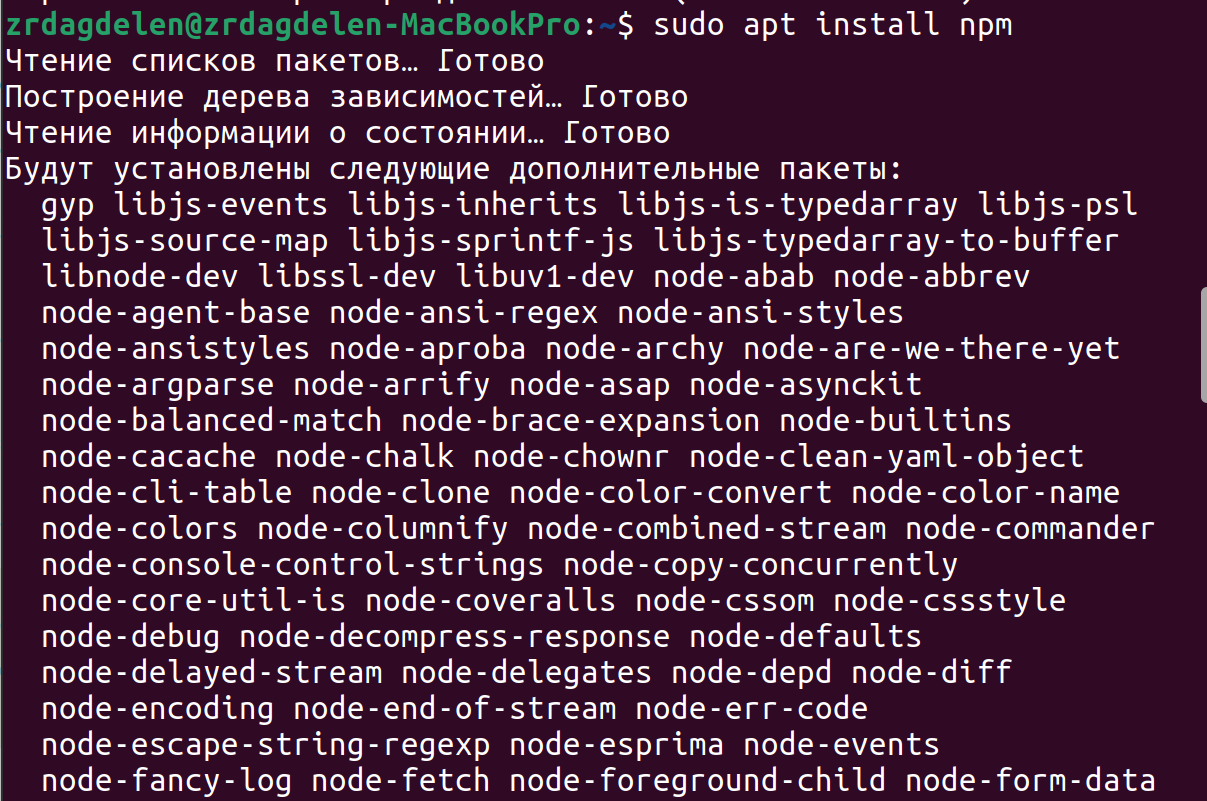 zrdagdelen@zrdagdelen-MacBookPro:~$ sudo apt install npm
Чтение списков пакетов… Готово
Построение дерева зависимостей… Готово
Чтение информации о состоянии… Готово
Будут установлены следующие дополнительные пакеты:
gyp libjs-events libjs-inherits libjs-is-typedarray libjs-psl
libjs-source-map libjs-sprintf-js libjs-typedarray-to-buffer
libnode-dev libssl-dev libuv1-dev node-abab node-abbrev
node-agent-base node-ansi-regex node-ansi-styles
node-ansistyles node-aproba node-archy node-are-we-there-yet
node-argparse node-arrify node-asap node-asynckit
node-balanced-match node-brace-expansion node-builtins
node-cacache node-chalk node-chownr node-clean-yaml-object
node-cli-table node-clone node-color-convert node-color-name
node-colors node-columnify node-combined-stream node-commander
node-console-control-strings node-copy-concurrently
node-core-util-is node-coveralls node-cssom node-cssstyle
node-debug node-decompress-response node-defaults
node-delayed-stream node-delegates node-depd node-diff
node-encoding node-end-of-stream node-err-code
node-escape-string-regexp node-esprima node-events
node-fancy-log node-fetch node-foreground-child node-form-data